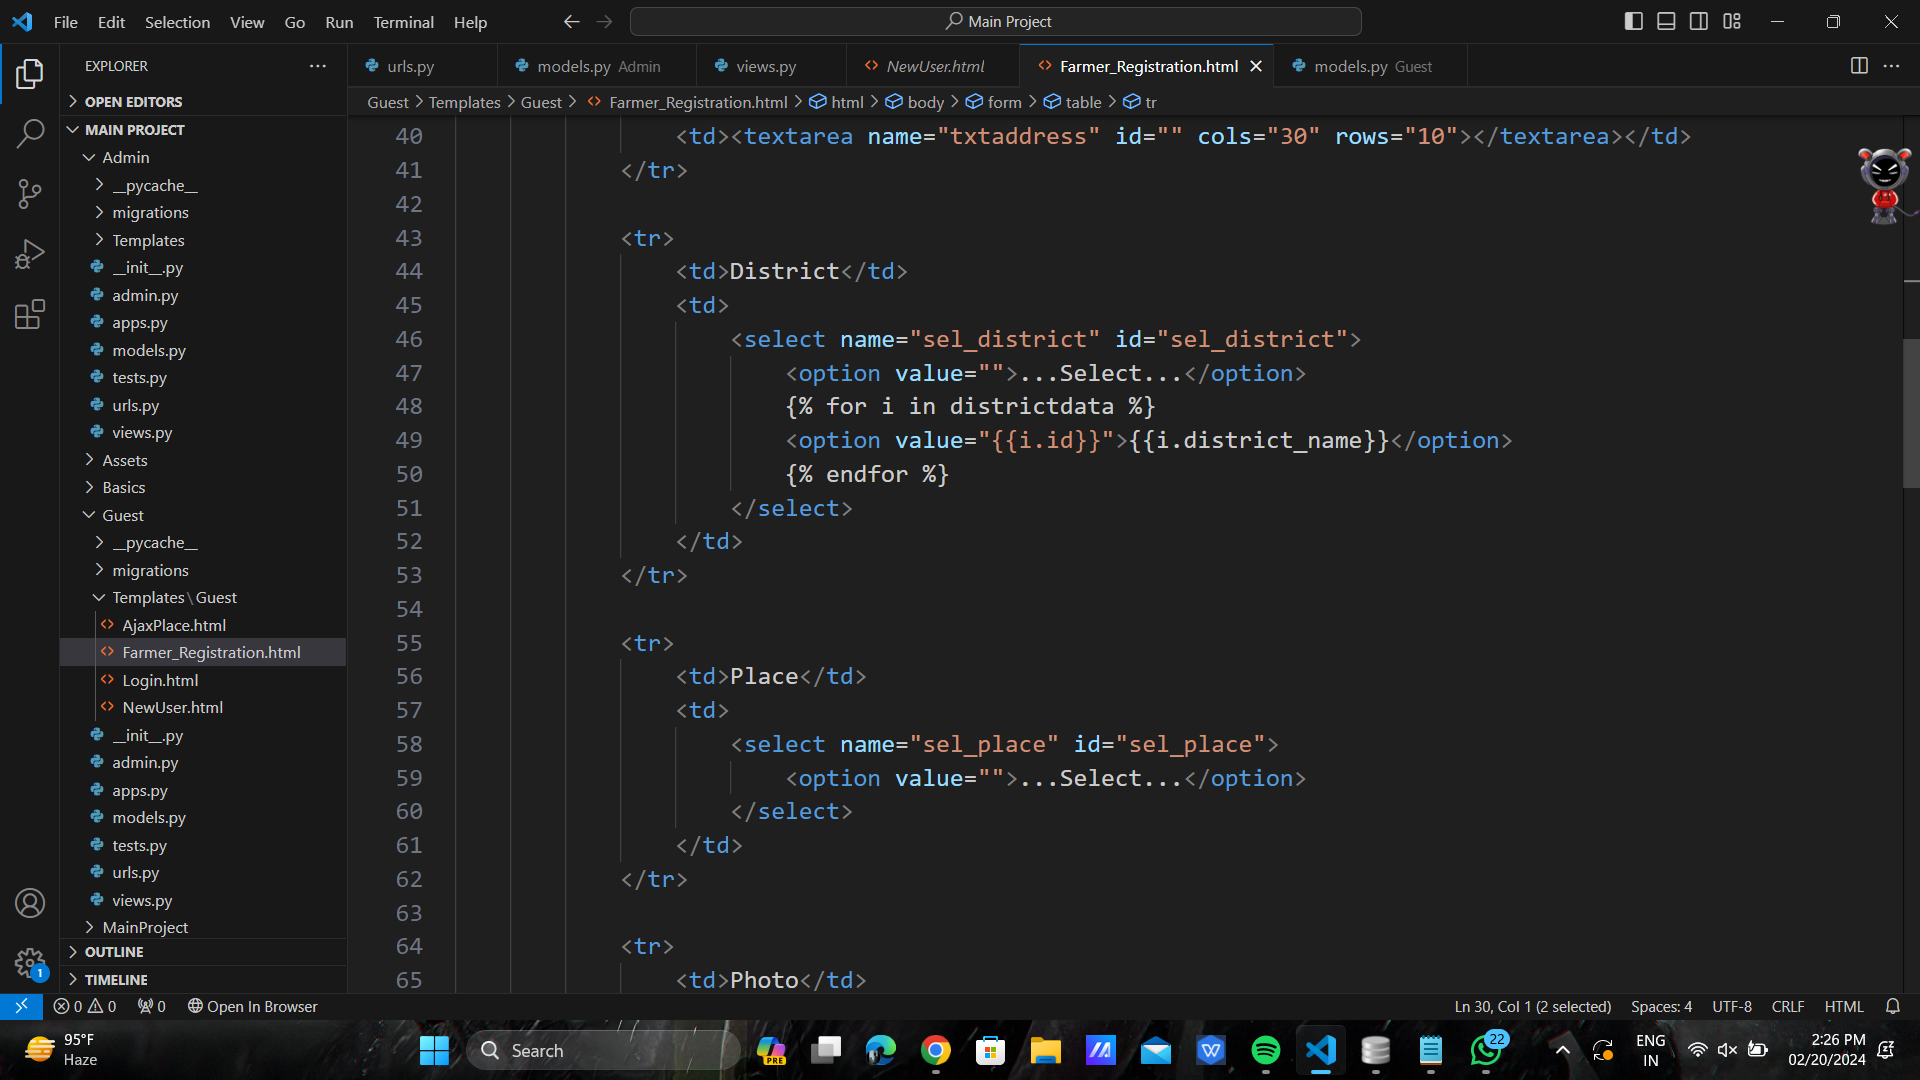 File Edit Selection View Go Run Terminal Help
Main Project
EXPLORER
OPEN EDITORS
MAIN PROJECT
Admin
__pycache__
migrations
Templates
__init__.py
admin.py
apps.py
models.py
tests.py
urls.py
views.py
Assets
Basics
Guest
__pycache__
migrations
Templates\Guest
AjaxPlace.html
Farmer_Registration.html
Login.html
NewUser.html
__init__.py
admin.py
apps.py
models.py
tests.py
urls.py
views.py
MainProject
OUTLINE
TIMELINE
1
urls.py models.py Admin views.py NewUser.html Farmer_Registration.html models.py Guest
Guest > Templates > Guest > Farmer_Registration.html > html > body > form > table > tr
40 <td><textarea name="txtaddress" id="" cols="30" rows="10"></textarea></td>
41 </tr>
42
43 <tr>
44 <td>District</td>
45 <td>
46 <select name="sel_district" id="sel_district">
47 <option value="">...Select...</option>
48 {% for i in districtdata %}
49 <option value="{{i.id}}">{{i.district_name}}</option>
50 {% endfor %}
51 </select>
52 </td>
53 </tr>
54
55 <tr>
56 <td>Place</td>
57 <td>
58 <select name="sel_place" id="sel_place">
59 <option value="">...Select...</option>
60 </select>
61 </td>
62 </tr>
63
64 <tr>
65 <td>Photo</td>
0 0 0 Open In Browser Ln 30, Col 1 (2 selected) Spaces: 4 UTF-8 CRLF HTML
95°F
Haze
Search
PRE
22
ENG
IN
2:26 PM
02/20/2024